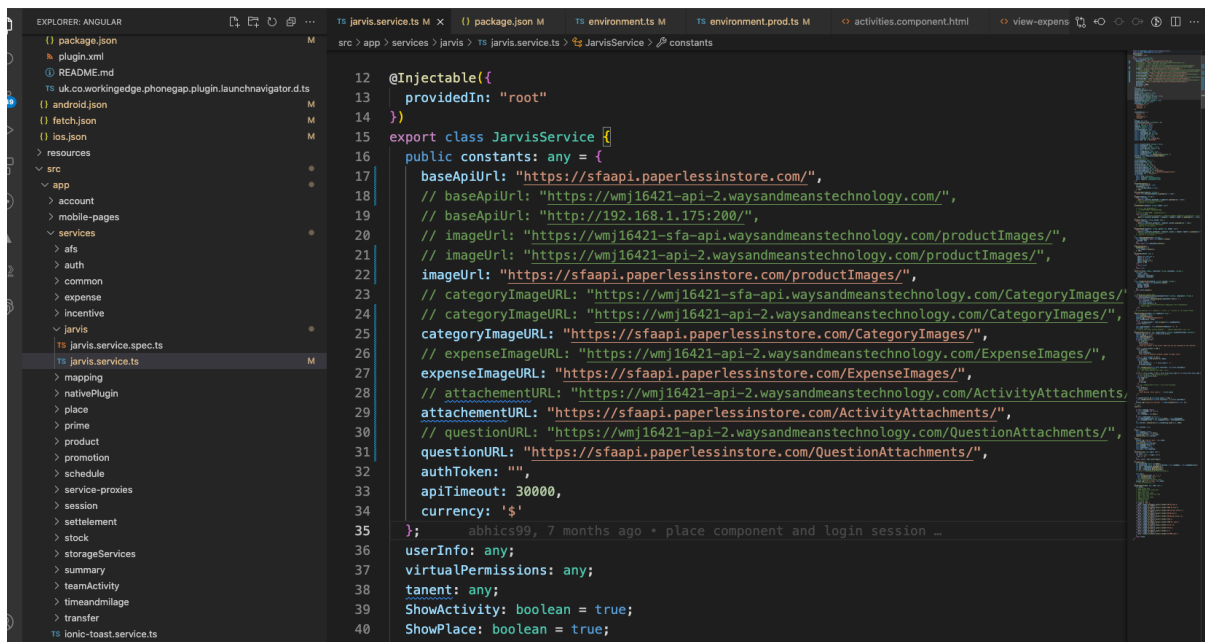 EXPLORER: ANGULAR
{} package.json M
plugin.xml
README.md
TS uk.co.workingedge.phonegap.plugin.launchnavigator.d.ts
{} android.json M
{} fetch.json M
{} ios.json M
> resources
src
app
> account
> mobile-pages
services
> afs
> auth
> common
> expense
> incentive
jarvis
TS jarvis.service.spec.ts
TS jarvis.service.ts M
> mapping
> nativePlugin
> place
> prime
> product
> promotion
> schedule
> service-proxies
> session
> settelement
> stock
> storageServices
> summary
> teamActivity
> timeandmilage
> transfer
TS ionic-toast.service.ts
TS jarvis.service.ts M × {} package.json M TS environment.ts M TS environment.prod.ts M <> activities.component.html <> view-expens
src > app > services > jarvis > TS jarvis.service.ts > JarvisService > constants
12 @Injectable({
13 providedIn: "root"
14 })
15 export class JarvisService {
16 public constants: any = {
17 baseApiUrl: "https://sfaapi.paperlessinstore.com/",
18 // baseApiUrl: "https://wmj16421-api-2.waysandmeanstechnology.com/",
19 // baseApiUrl: "http://192.168.1.175:200/",
20 // imageUrl: "https://wmj16421-sfa-api.waysandmeanstechnology.com/productImages/",
21 // imageUrl: "https://wmj16421-api-2.waysandmeanstechnology.com/productImages/",
22 imageUrl: "https://sfaapi.paperlessinstore.com/productImages/",
23 // categoryImageURL: "https://wmj16421-sfa-api.waysandmeanstechnology.com/CategoryImages/"
24 // categoryImageURL: "https://wmj16421-api-2.waysandmeanstechnology.com/CategoryImages/",
25 categoryImageURL: "https://sfaapi.paperlessinstore.com/CategoryImages/",
26 // expenseImageURL: "https://wmj16421-api-2.waysandmeanstechnology.com/ExpenseImages/",
27 expenseImageURL: "https://sfaapi.paperlessinstore.com/ExpenseImages/",
28 // attachementURL: "https://wmj16421-api-2.waysandmeanstechnology.com/ActivityAttachments/
29 attachementURL: "https://sfaapi.paperlessinstore.com/ActivityAttachments/",
30 // questionURL: "https://wmj16421-api-2.waysandmeanstechnology.com/QuestionAttachments/",
31 questionURL: "https://sfaapi.paperlessinstore.com/QuestionAttachments/",
32 authToken: "",
33 apiTimeout: 30000,
34 currency: '$'
35 }; abhics99, 7 months ago • place component and login session …
36 userInfo: any;
37 virtualPermissions: any;
38 tanent: any;
39 ShowActivity: boolean = true;
40 ShowPlace: boolean = true;